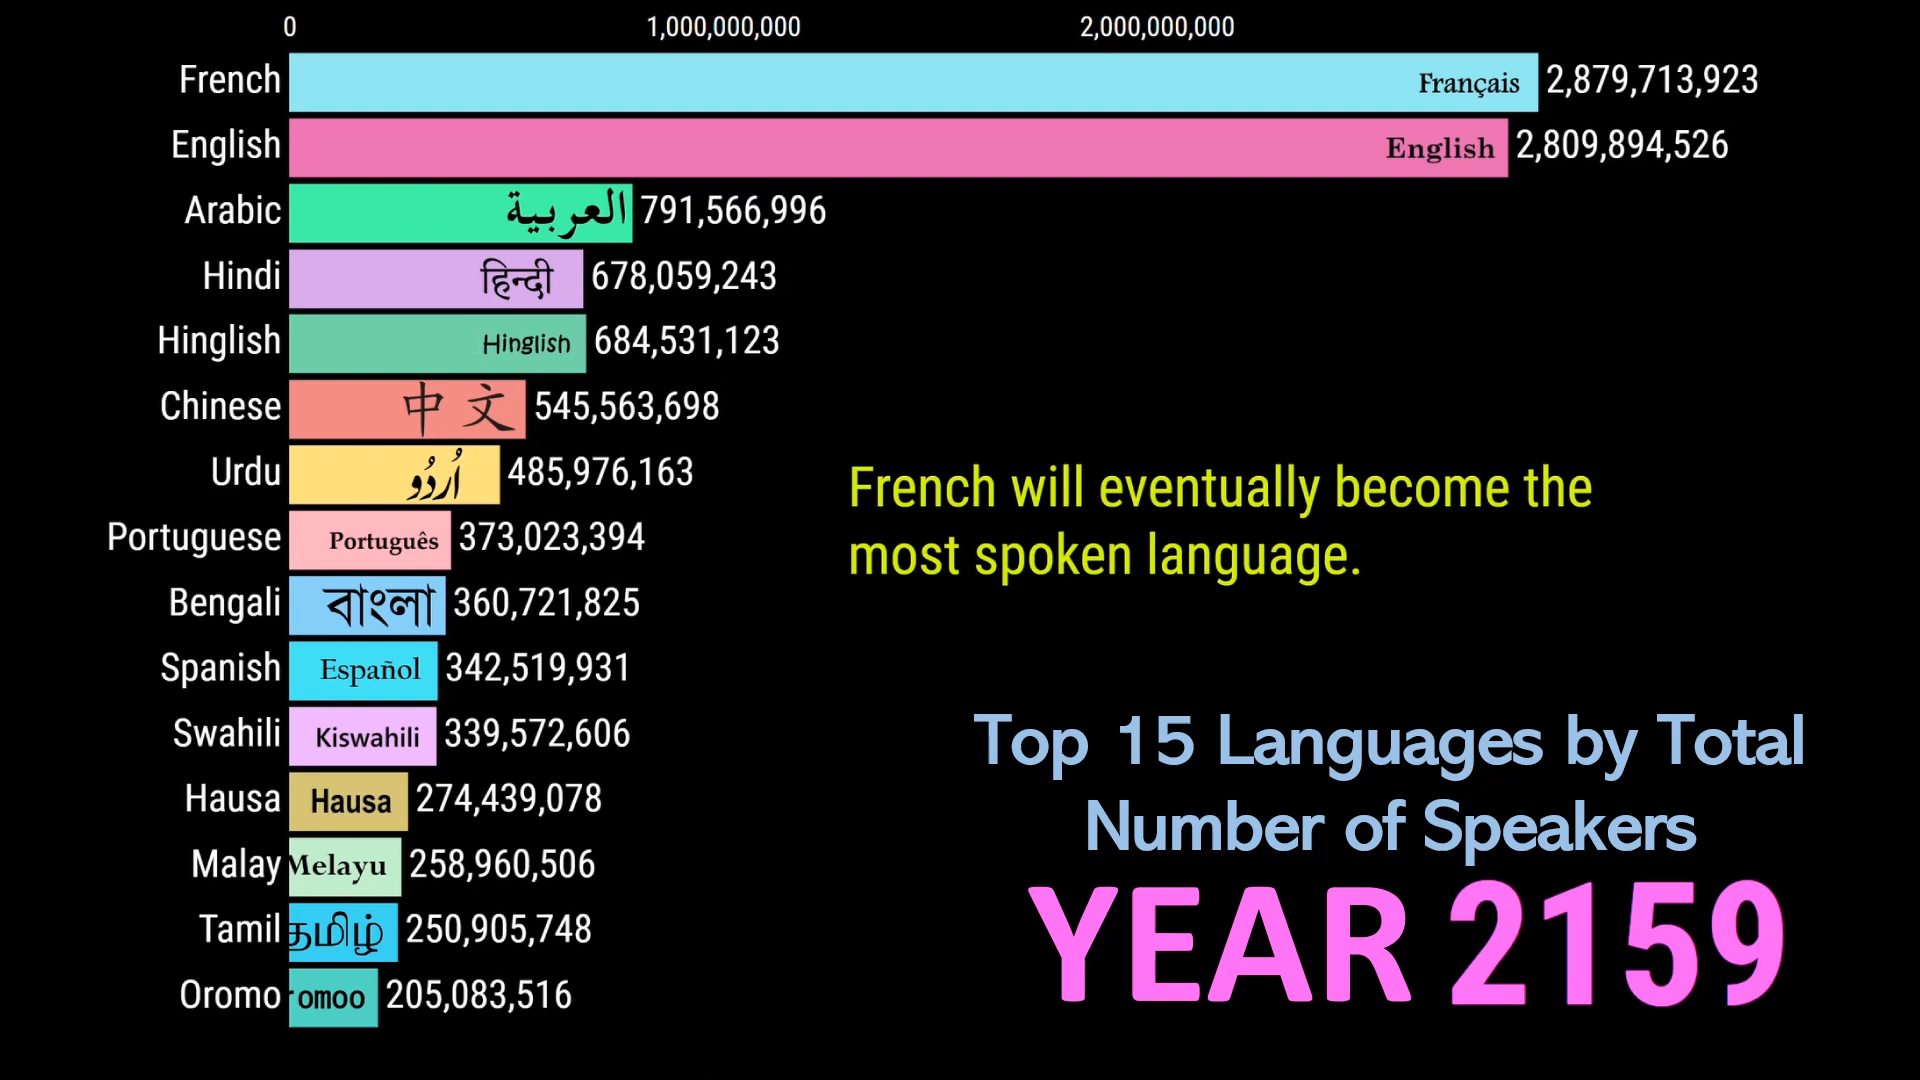 0 1,000,000,000 2,000,000,000
French Français 2,879,713,923
English English 2,809,894,526
Arabic العربية 791,566,996
Hindi हिन्दी 678,059,243
Hinglish Hinglish 684,531,123
Chinese 中文 545,563,698
Urdu اُردُو 485,976,163
Portuguese Português 373,023,394
Bengali বাংলা 360,721,825
Spanish Español 342,519,931
Swahili Kiswahili 339,572,606
Hausa Hausa 274,439,078
Malay Melayu 258,960,506
Tamil தமிழ் 250,905,748
Oromo romoo 205,083,516
French will eventually become the
most spoken language.
Top 15 Languages by Total
Number of Speakers
YEAR 2159